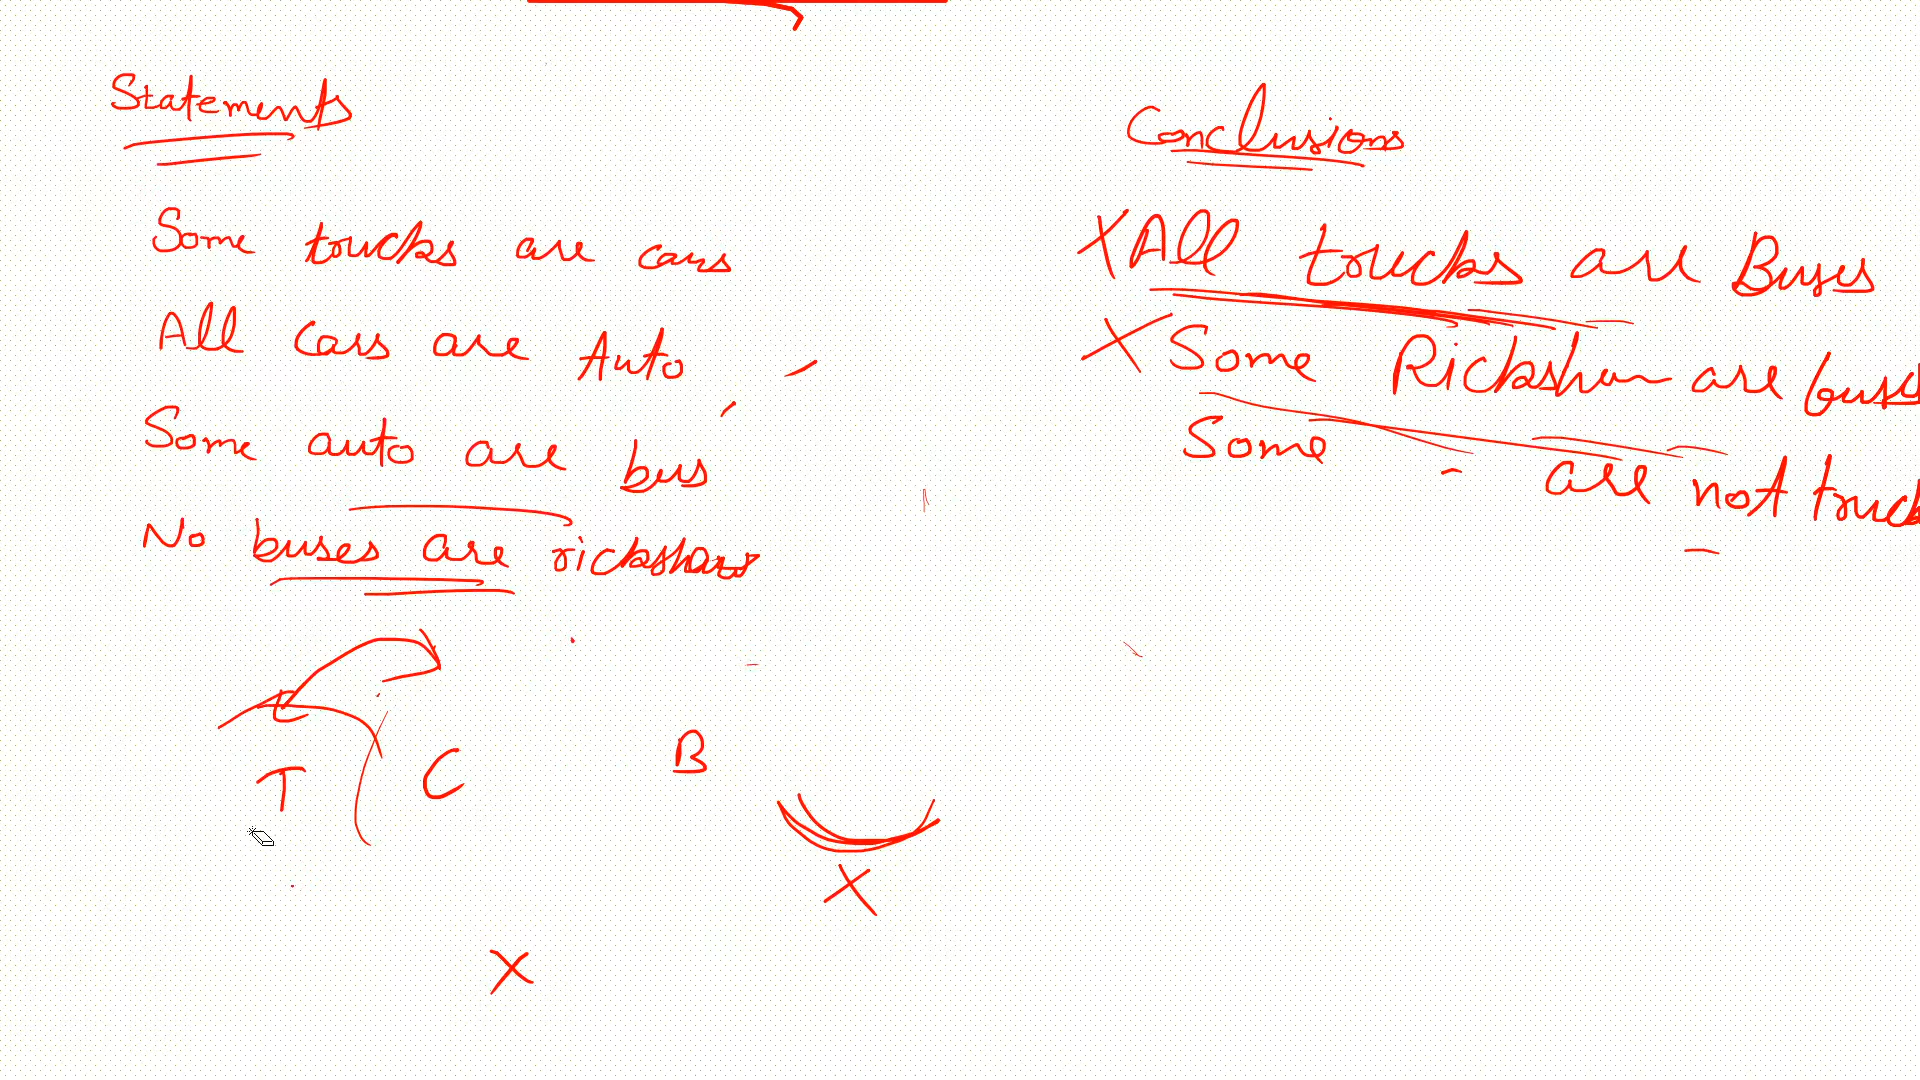 Statements
Some trucks are cars
All Cars are Auto
Some auto are bus
No buses are rickshaws
Conclusions
X All trucks are Buses
X Some Rickshaw are buses
Some - are not truck
T C B
X
X